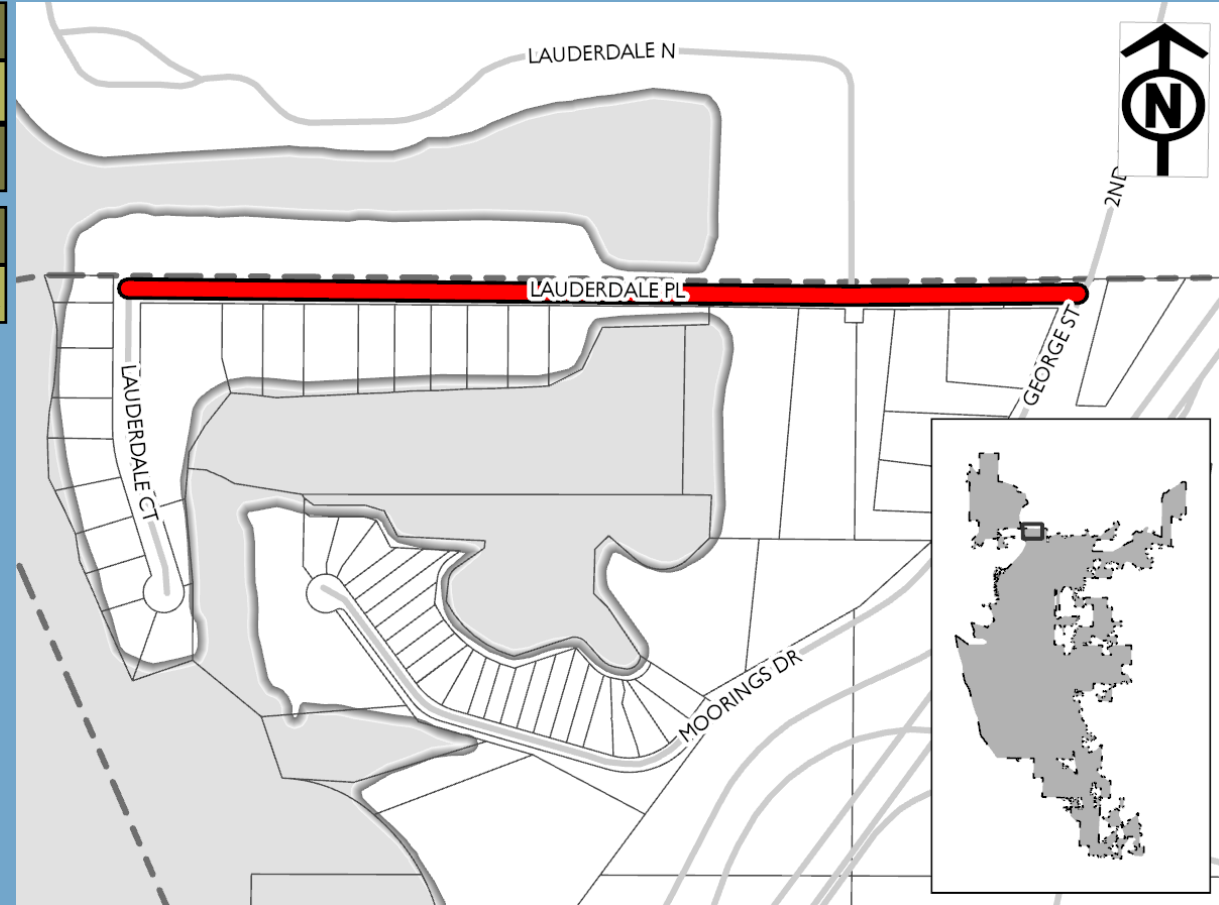 LAUDERDALE N
N
2ND
LAUDERDALE PL
GEORGE ST
LAUDERDALE CT
MOORINGS DR